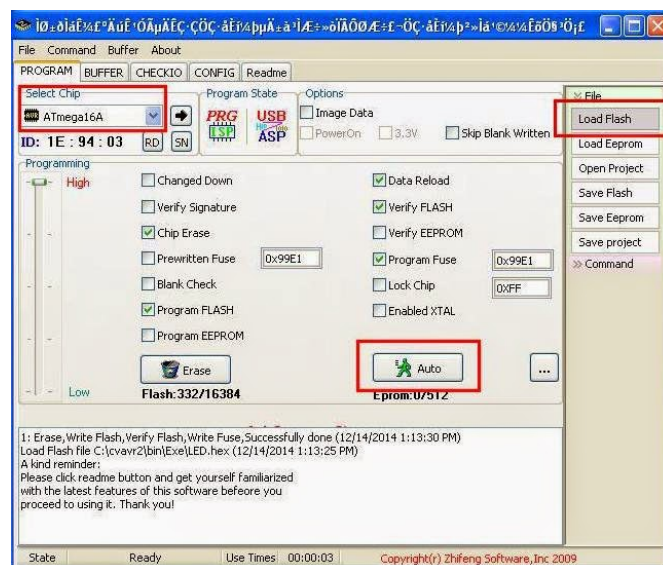 File Command Buffer About
PROGRAM BUFFER CHECKIO CONFIG Readme
Select Chip
ATmega16A
ID: 1E : 94 : 03 RD SN
Program State
PRG ISP USB ASP
Options
Image Data
PowerOn 3.3V Skip Blank Written
Programming
High
Low
Changed Down
Verify Signature
Chip Erase
Prewritten Fuse 0x99E1
Blank Check
Program FLASH
Program EEPROM
Erase
Flash:332/16384
Data Reload
Verify FLASH
Verify EEPROM
Program Fuse 0x99E1
Lock Chip 0XFF
Enabled XTAL
Auto ...
Eprom:0/512
File
Load Flash
Load Eeprom
Open Project
Save Flash
Save Eeprom
Save project
Command
1: Erase,Write Flash,Verify Flash,Write Fuse,Successfully done (12/14/2014 1:13:30 PM)
Load Flash file C:\cvavr2\bin\Exe\LED.hex (12/14/2014 1:13:25 PM)
A kind reminder:
Please click readme button and get yourself familiarized
with the latest features of this software befeore you
proceed to using it. Thank you!
State Ready Use Times 00:00:03 Copyright(r) Zhifeng Software,Inc 2009